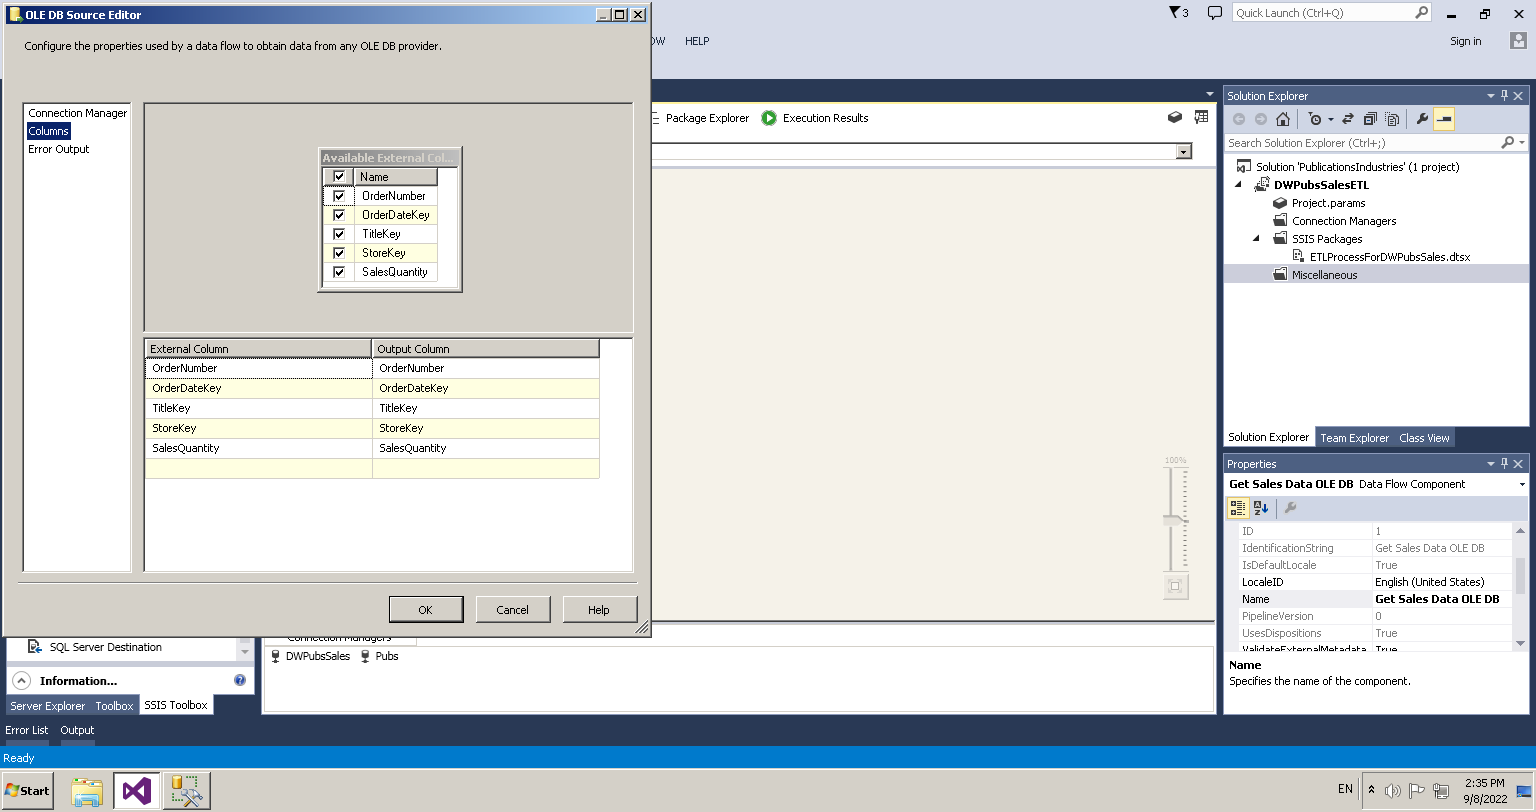 OLE DB Source Editor
Configure the properties used by a data flow to obtain data from any OLE DB provider.
Connection Manager
Columns
Error Output
Available External Col...
Name
OrderNumber
OrderDateKey
TitleKey
StoreKey
SalesQuantity
External Column Output Column
OrderNumber OrderNumber
OrderDateKey OrderDateKey
TitleKey TitleKey
StoreKey StoreKey
SalesQuantity SalesQuantity
OK Cancel Help
3 Quick Launch (Ctrl+Q)
OW HELP Sign in
Package Explorer Execution Results
100%
Solution Explorer
Search Solution Explorer (Ctrl+;)
Solution 'PublicationsIndustries' (1 project)
DWPubsSalesETL
Project.params
Connection Managers
SSIS Packages
ETLProcessForDWPubsSales.dtsx
Miscellaneous
Solution Explorer Team Explorer Class View
Properties
Get Sales Data OLE DB Data Flow Component
ID 1
IdentificationString Get Sales Data OLE DB
IsDefaultLocale True
LocaleID English (United States)
Name Get Sales Data OLE DB
PipelineVersion 0
UsesDispositions True
ValidateExternalMetadata True
Name
Specifies the name of the component.
SQL Server Destination
Information...
Server Explorer Toolbox SSIS Toolbox
Connection Managers
DWPubsSales Pubs
Error List Output
Ready
Start
EN 2:35 PM
9/8/2022